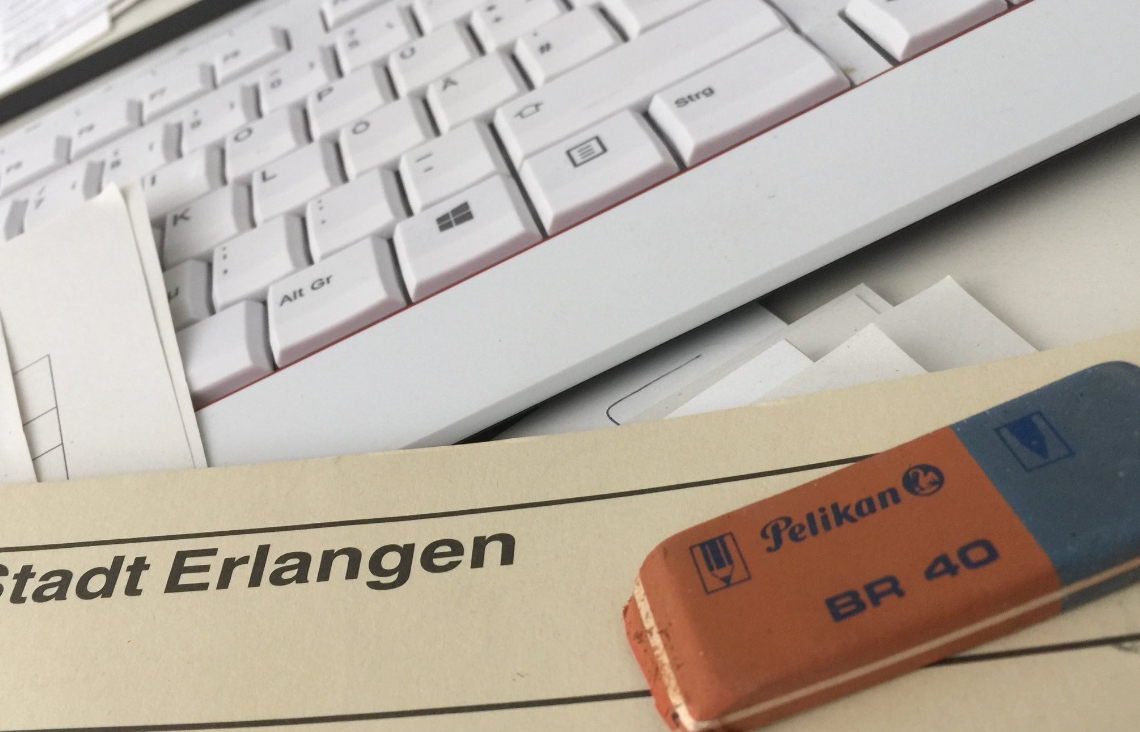 Ü
P
#
O
Ö
Ä
L
K
-
Strg
Alt Gr
Stadt Erlangen
Pelikan
BR 40